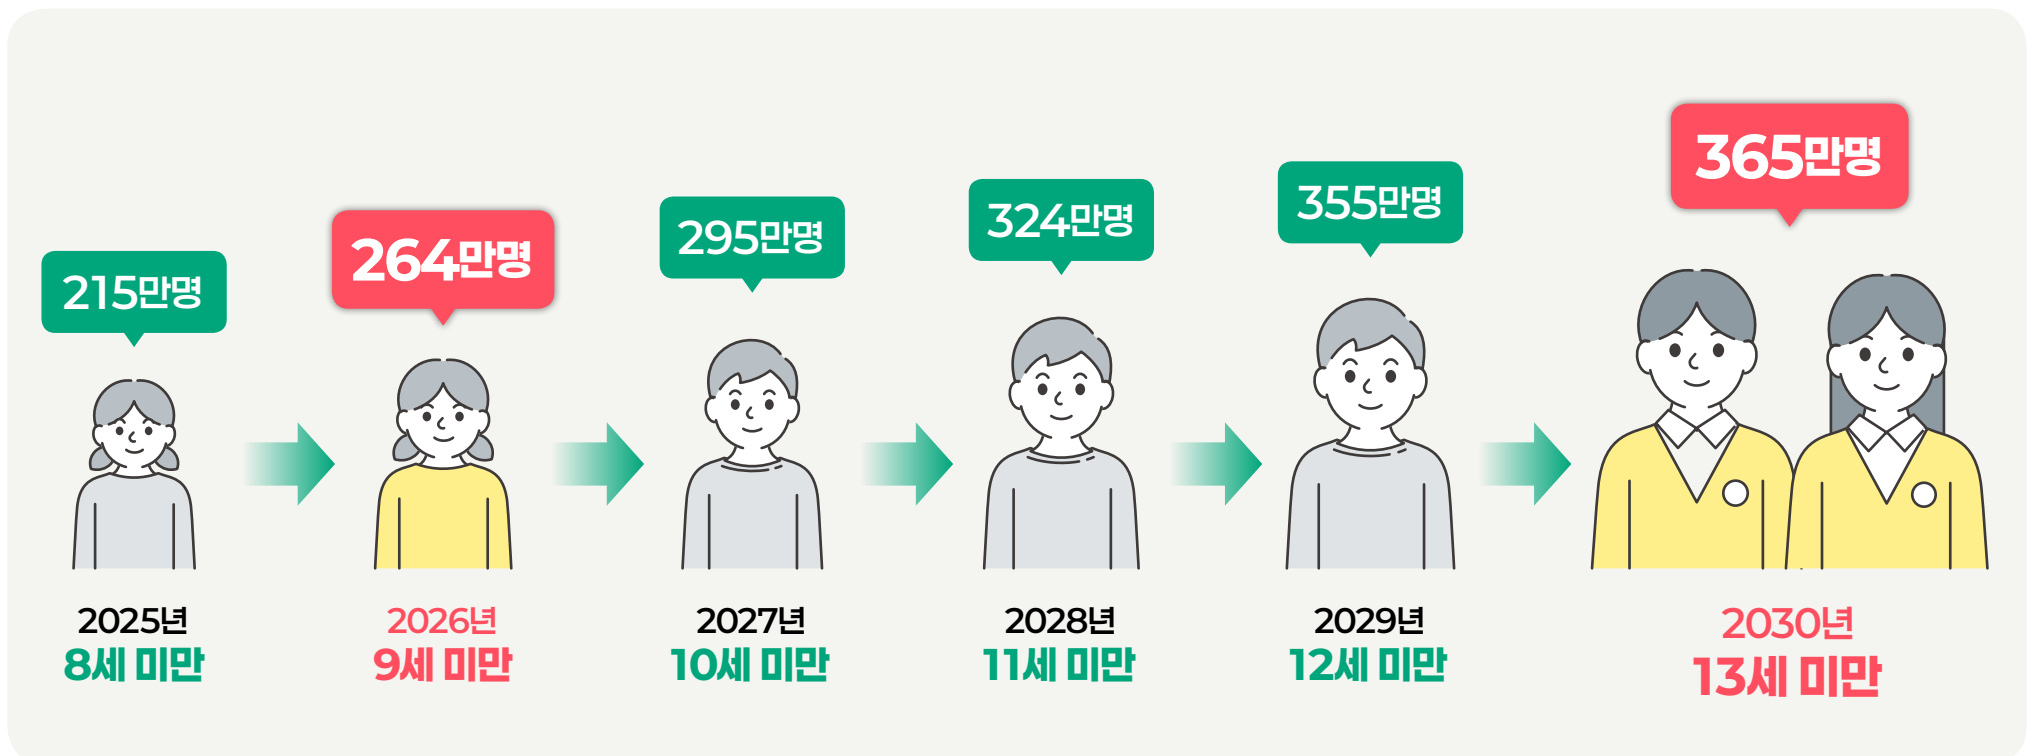 215만명
2025년
8세 미만
264만명
2026년
9세 미만
295만명
2027년
10세 미만
324만명
2028년
11세 미만
355만명
2029년
12세 미만
365만명
2030년
13세 미만